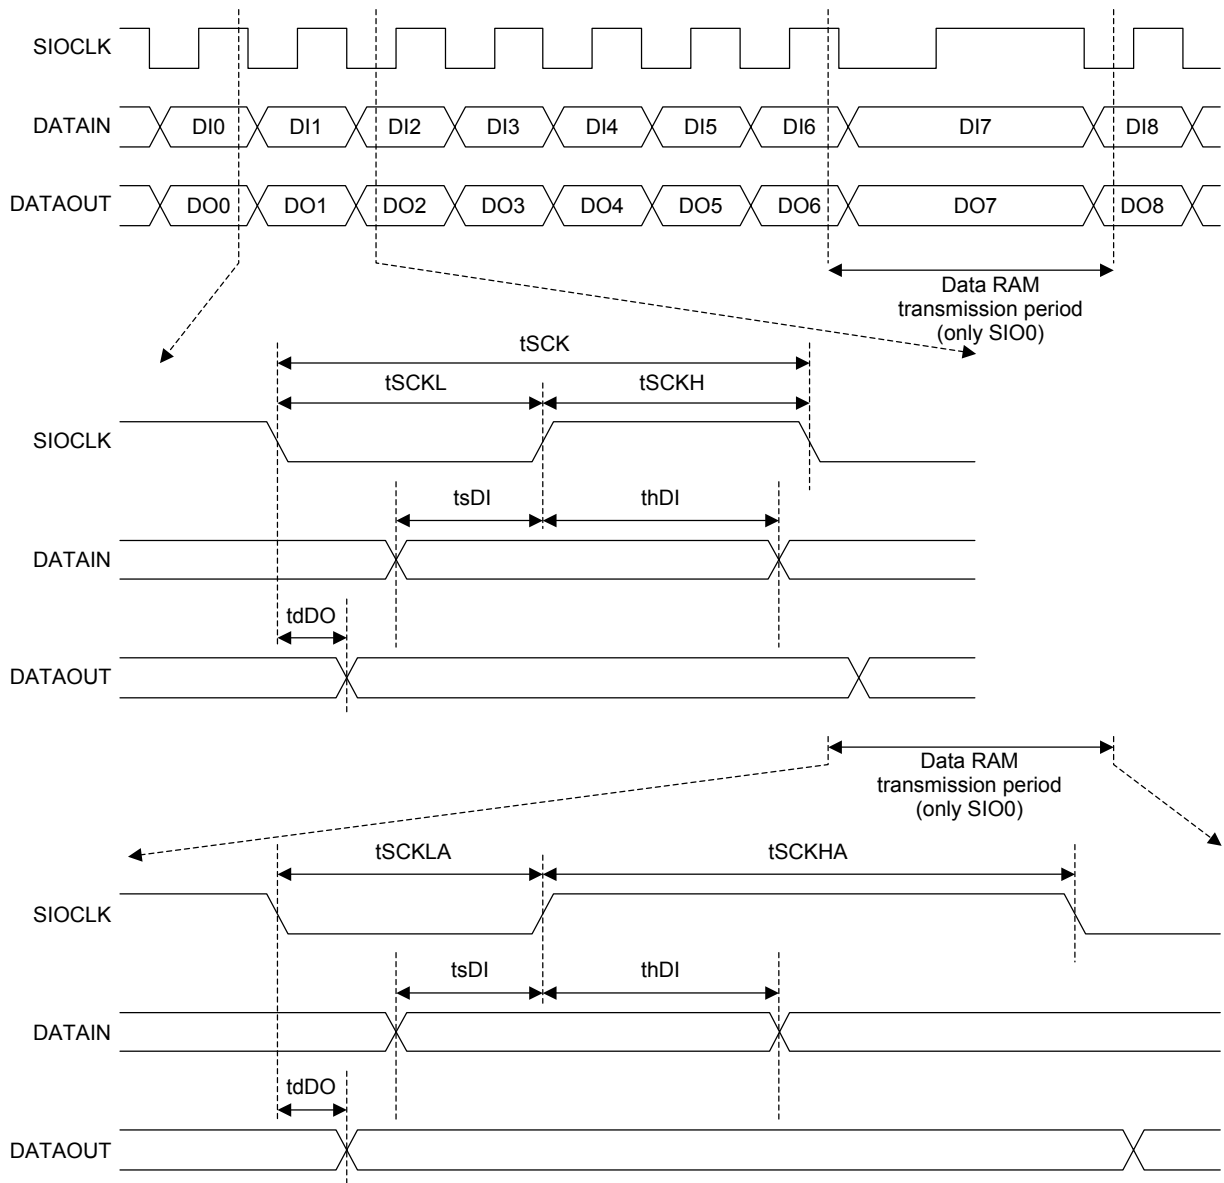 SIOCLK
DATAIN DI0 DI1 DI2 DI3 DI4 DI5 DI6 DI7 DI8
DATAOUT DO0 DO1 DO2 DO3 DO4 DO5 DO6 DO7 DO8
Data RAM
transmission period
(only SIO0)
tSCK
tSCKL tSCKH
SIOCLK
tsDI thDI
DATAIN
tdDO
DATAOUT
Data RAM
transmission period
(only SIO0)
tSCKLA tSCKHA
SIOCLK
tsDI thDI
DATAIN
tdDO
DATAOUT